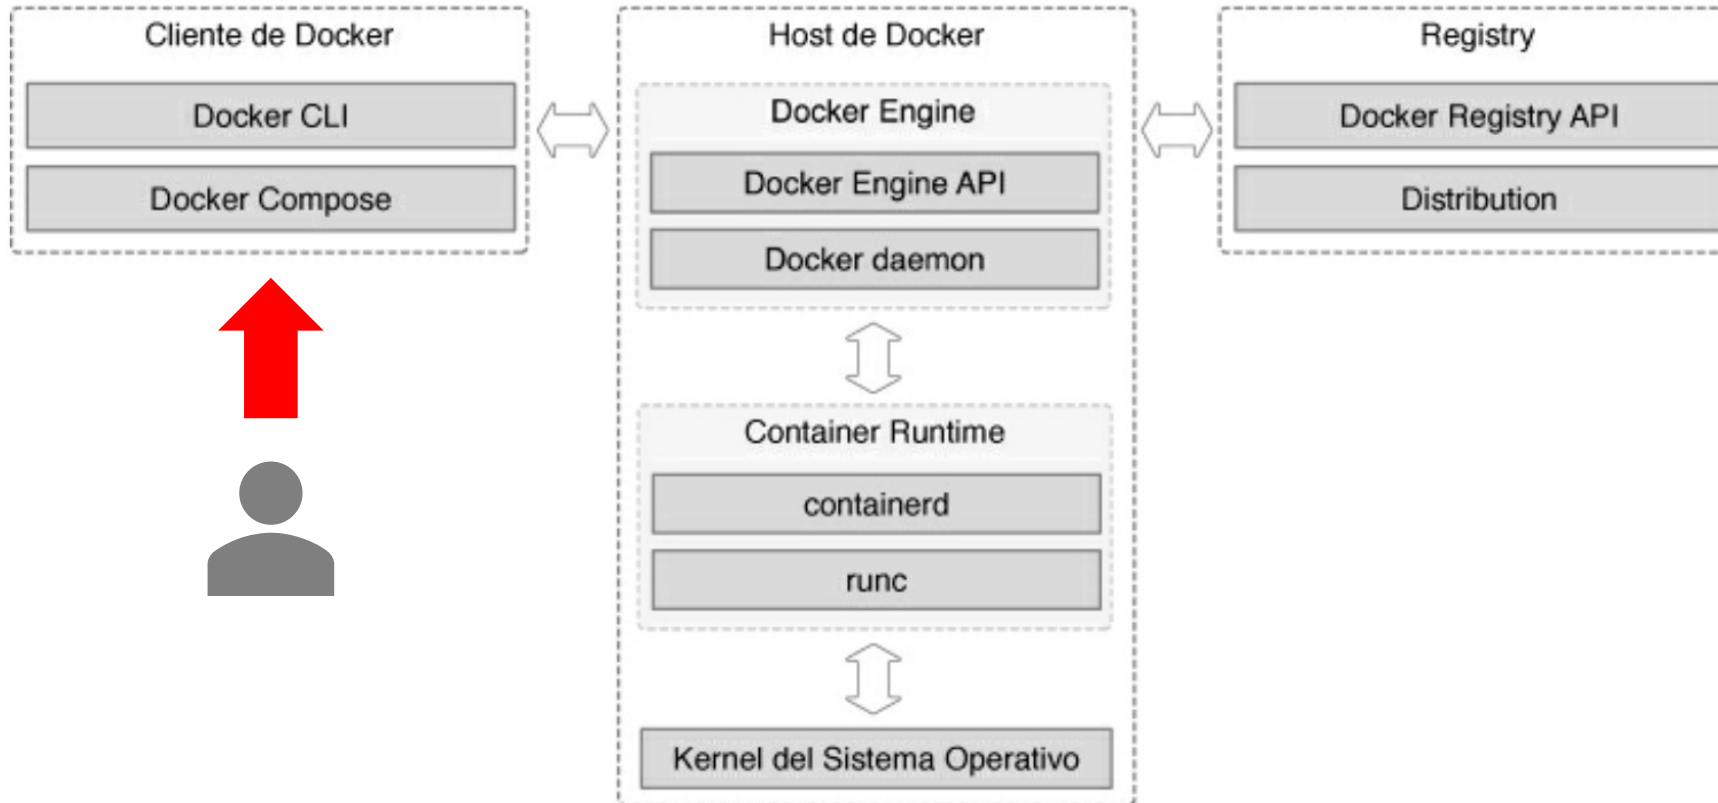 Cliente de Docker
Docker CLI
Docker Compose
Host de Docker
Docker Engine
Docker Engine API
Docker daemon
Container Runtime
containerd
runc
Kernel del Sistema Operativo
Registry
Docker Registry API
Distribution